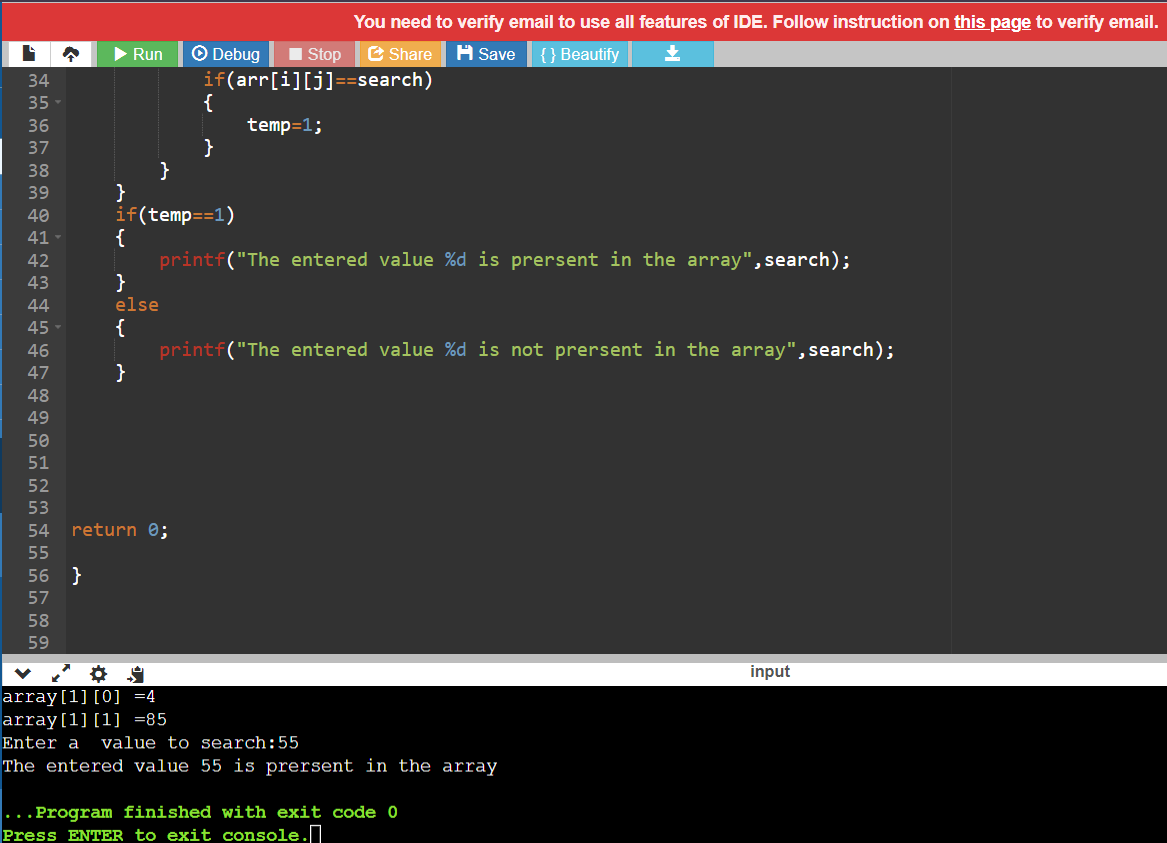 You need to verify email to use all features of IDE. Follow instruction on this page to verify email.
Run Debug Stop Share Save { } Beautify
34 if(arr[i][j]==search)
35 {
36 temp=1;
37 }
38 }
39 }
40 if(temp==1)
41 {
42 printf("The entered value %d is prersent in the array",search);
43 }
44 else
45 {
46 printf("The entered value %d is not prersent in the array",search);
47 }
48
49
50
51
52
53
54 return 0;
55
56 }
57
58
59
input
array[1][0] =4
array[1][1] =85
Enter a  value to search:55
The entered value 55 is prersent in the array
...Program finished with exit code 0
Press ENTER to exit console.